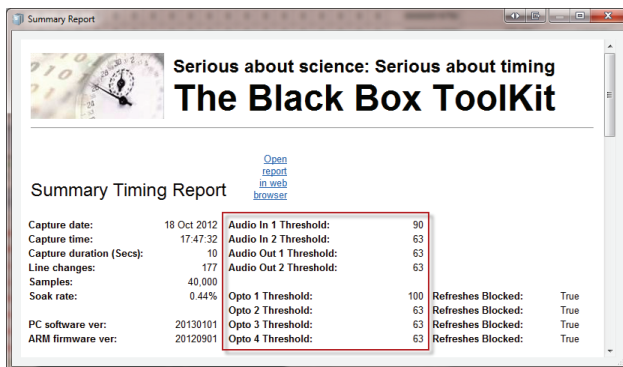 Summary Report
Serious about science: Serious about timing
The Black Box ToolKit
Open
report
in web
browser
Summary Timing Report
Capture date: 18 Oct 2012 Audio In 1 Threshold: 90
Capture time: 17:47:32 Audio In 2 Threshold: 63
Capture duration (Secs): 10 Audio Out 1 Threshold: 63
Line changes: 177 Audio Out 2 Threshold: 63
Samples: 40,000
Soak rate: 0.44% Opto 1 Threshold: 100 Refreshes Blocked: True
Opto 2 Threshold: 63 Refreshes Blocked: True
PC software ver: 20130101 Opto 3 Threshold: 63 Refreshes Blocked: True
ARM firmware ver: 20120901 Opto 4 Threshold: 63 Refreshes Blocked: True